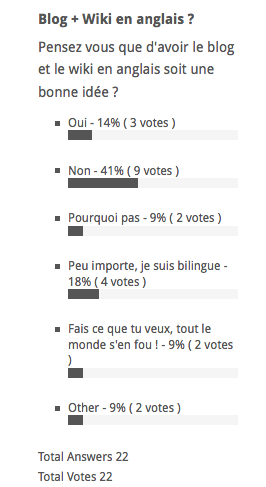 Blog + Wiki en anglais ?
Pensez vous que d'avoir le blog
et le wiki en anglais soit une
bonne idée ?
Oui - 14% ( 3 votes )
Non - 41% ( 9 votes )
Pourquoi pas - 9% ( 2 votes )
Peu importe, je suis bilingue -
18% ( 4 votes )
Fais ce que tu veux, tout le
monde s'en fou ! - 9% ( 2 votes
)
Other - 9% ( 2 votes )
Total Answers 22
Total Votes 22